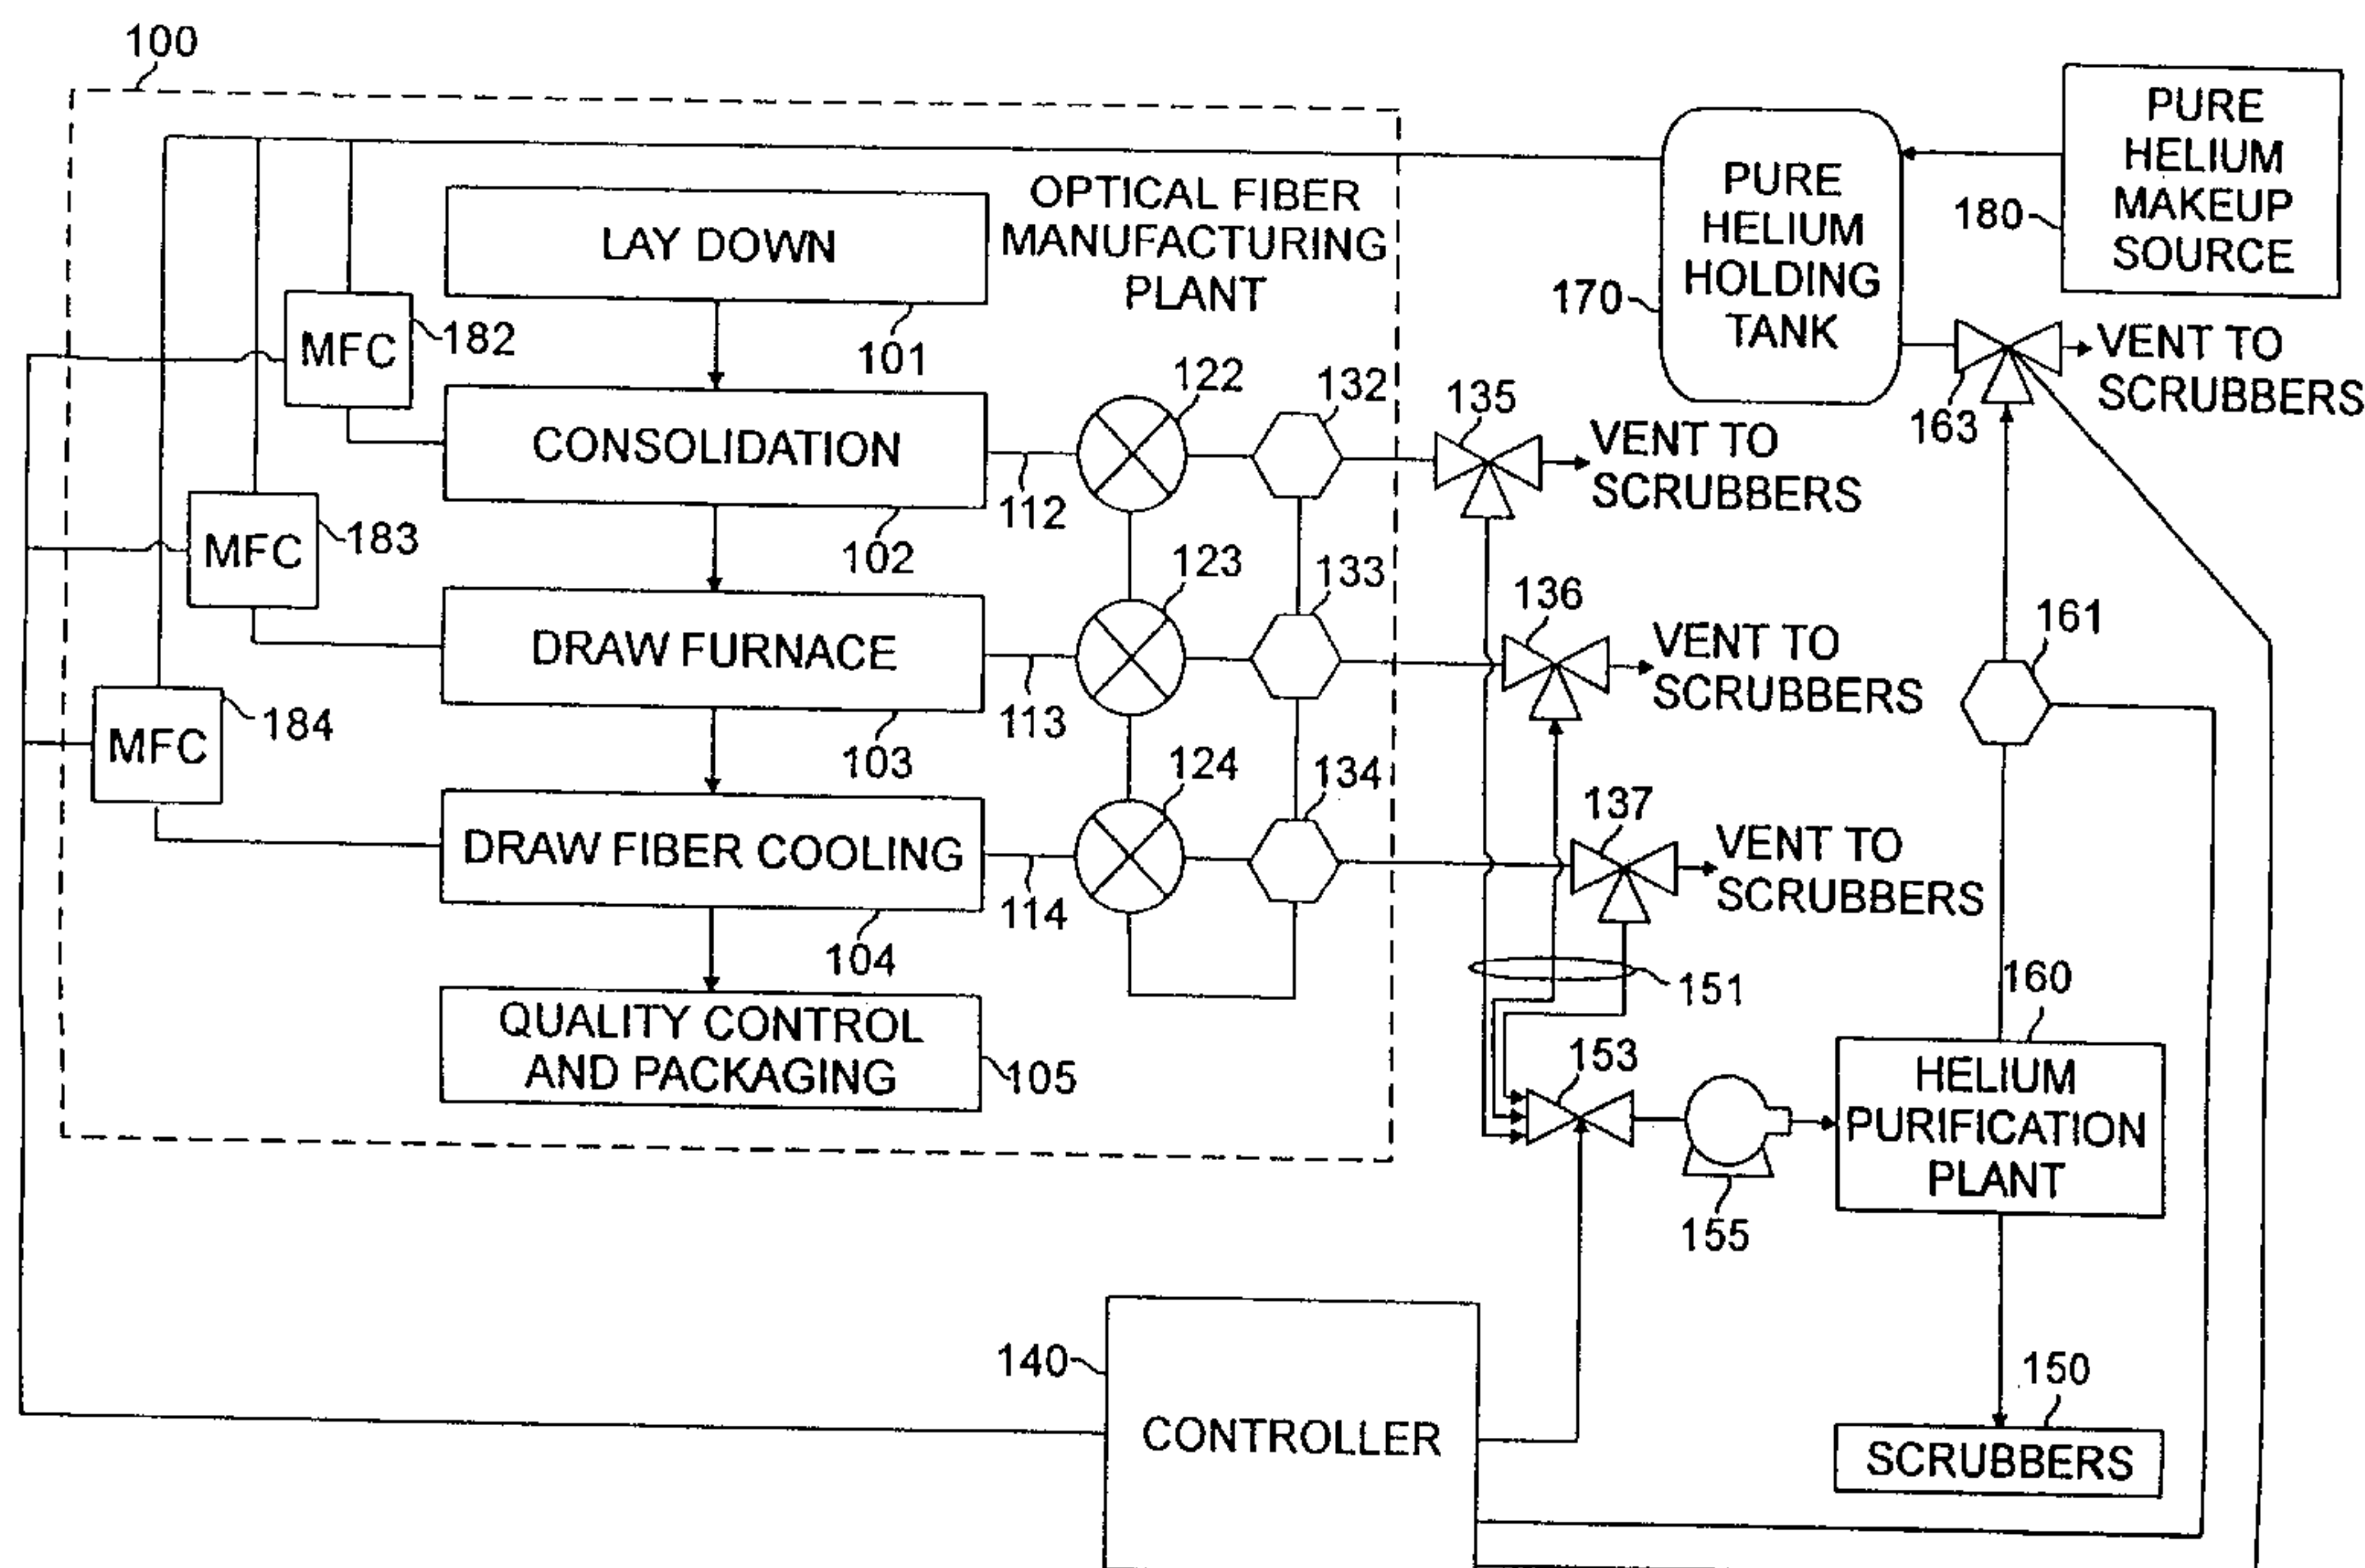 100
PURE
HELIUM
MAKEUP
SOURCE
180
PURE
HELIUM
HOLDING
TANK
170
OPTICAL FIBER
MANUFACTURING
PLANT
LAY DOWN
101
MFC
182
VENT TO
SCRUBBERS
163
CONSOLIDATION
102
112
122
132
135
VENT TO
SCRUBBERS
MFC
183
DRAW FURNACE
103
113
123
133
136
VENT TO
SCRUBBERS
161
MFC
184
DRAW FIBER COOLING
104
114
124
134
137
VENT TO
SCRUBBERS
151
QUALITY CONTROL
AND PACKAGING
105
153
155
160
HELIUM
PURIFICATION
PLANT
140
CONTROLLER
150
SCRUBBERS